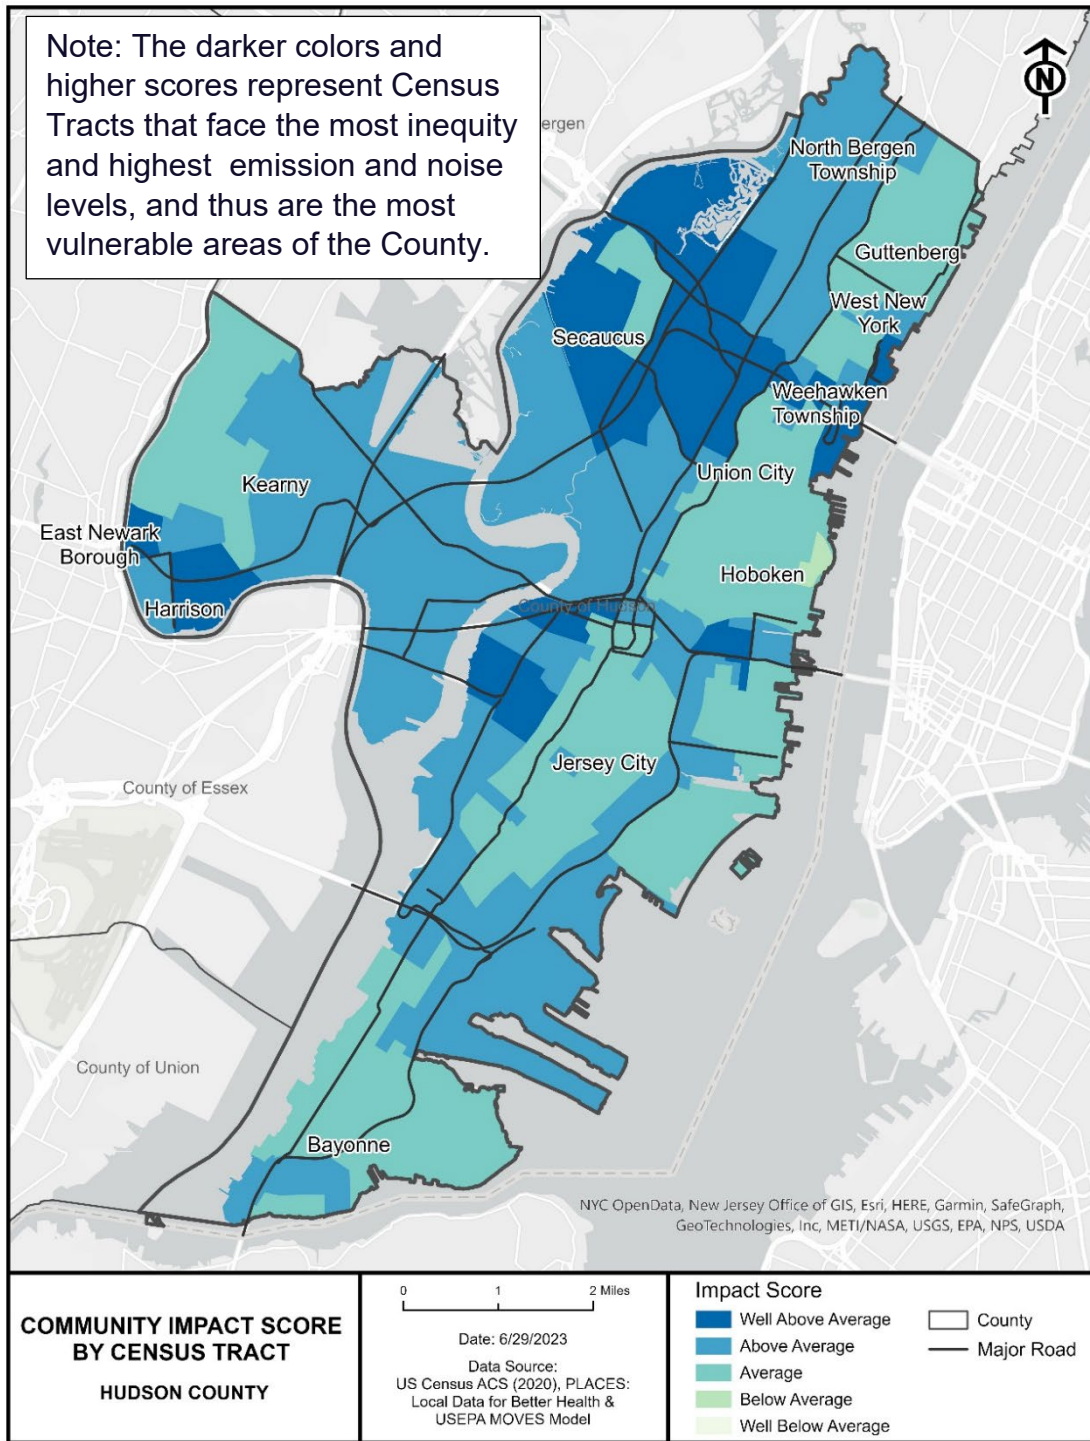 Note: The darker colors and
higher scores represent Census
Tracts that face the most inequity
and highest emission and noise
levels, and thus are the most
vulnerable areas of the County.
ergen
N
North Bergen
Township
Guttenberg
West New
York
Secaucus
Weehawken
Township
Union City
Kearny
East Newark
Borough
Hoboken
Harrison
County of Hudson
Jersey City
County of Essex
County of Union
Bayonne
NYC OpenData, New Jersey Office of GIS, Esri, HERE, Garmin, SafeGraph,
GeoTechnologies, Inc, METI/NASA, USGS, EPA, NPS, USDA
COMMUNITY IMPACT SCORE
BY CENSUS TRACT
HUDSON COUNTY
0 1 2 Miles
Date: 6/29/2023
Data Source:
US Census ACS (2020), PLACES:
Local Data for Better Health &
USEPA MOVES Model
Impact Score
Well Above Average
Above Average
Average
Below Average
Well Below Average
County
Major Road